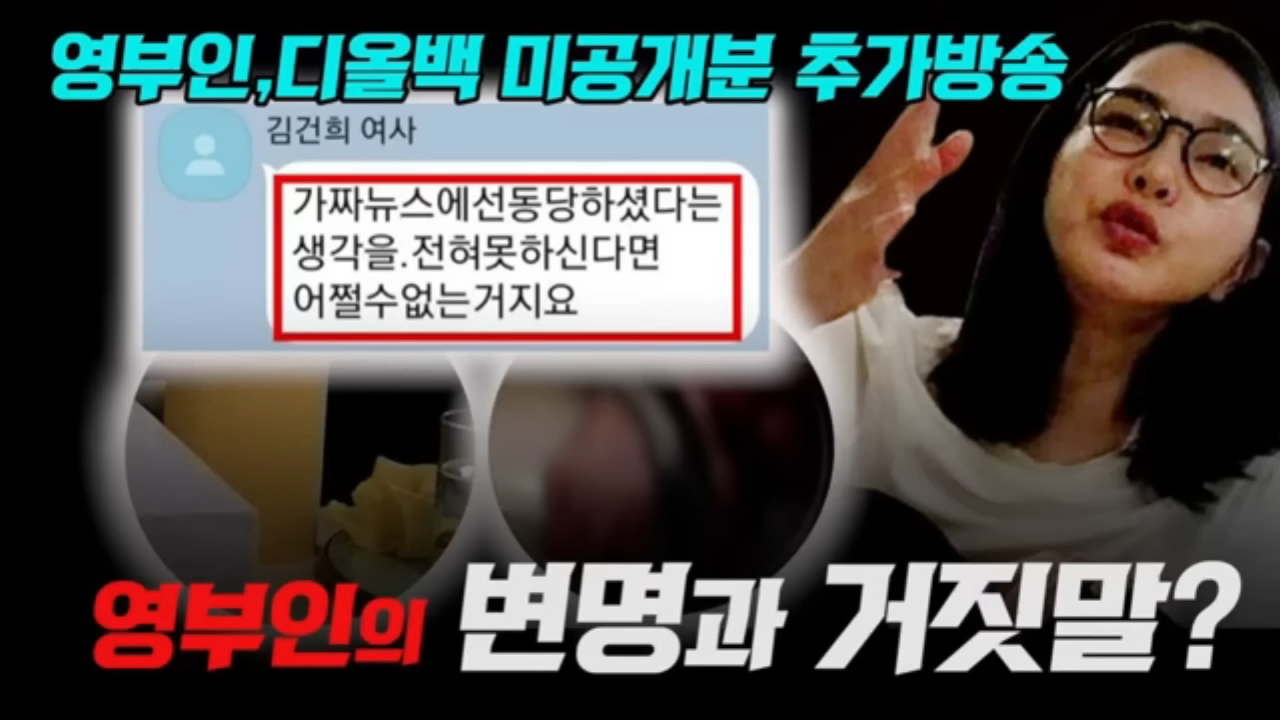 영부인,디올백 미공개분 추가방송
김건희 여사
가짜뉴스에선동당하셨다는
생각을.전혀못하신다면
어쩔수없는거지요
영부인의 변명과 거짓말?